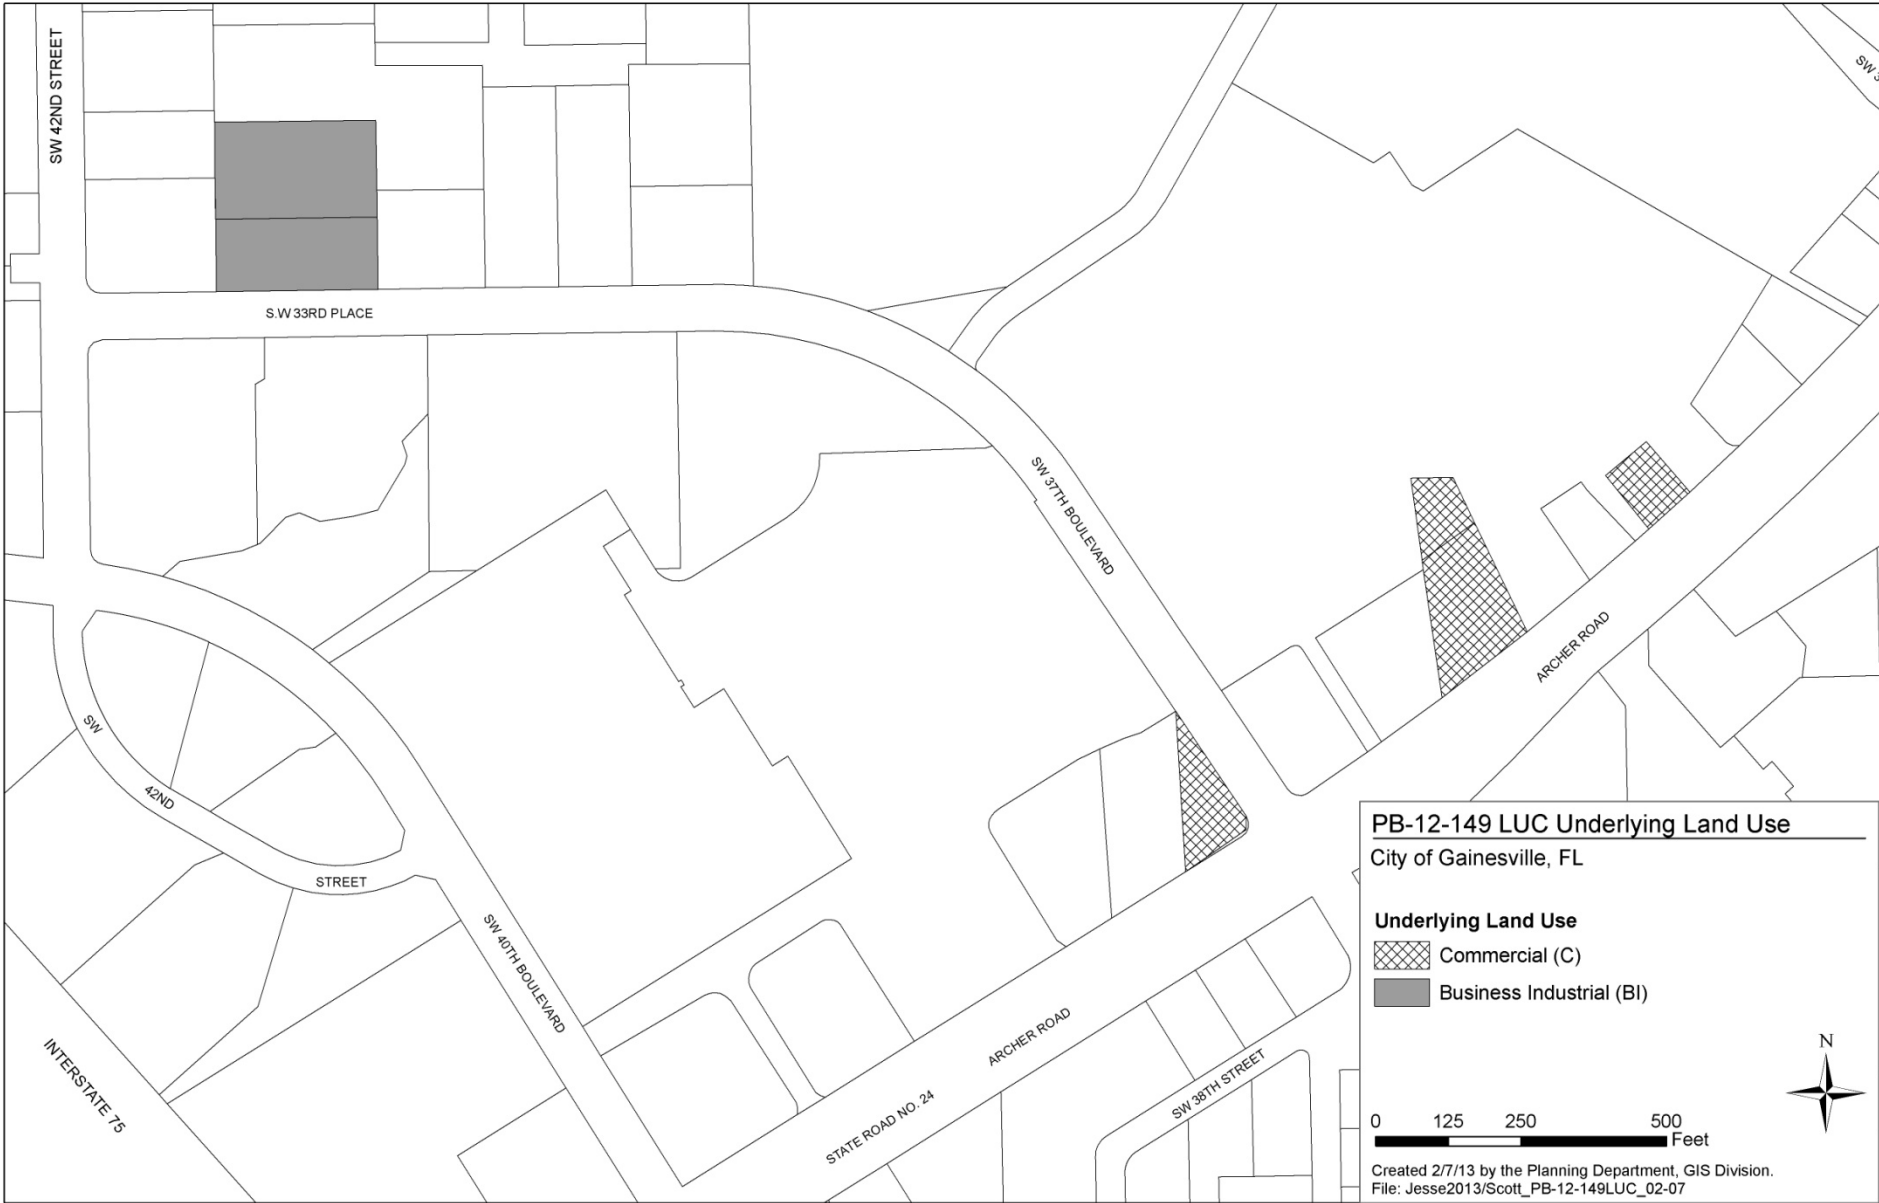 SW 42ND STREET
SW 3
S.W 33RD PLACE
SW 37TH BOULEVARD
ARCHER ROAD
SW
42ND
STREET
SW 40TH BOULEVARD
INTERSTATE 75
STATE ROAD NO. 24
ARCHER ROAD
SW 38TH STREET
PB-12-149 LUC Underlying Land Use
City of Gainesville, FL
Underlying Land Use
Commercial (C)
Business Industrial (BI)
N
0 125 250 500
Feet
Created 2/7/13 by the Planning Department, GIS Division.
File: Jesse2013/Scott_PB-12-149LUC_02-07